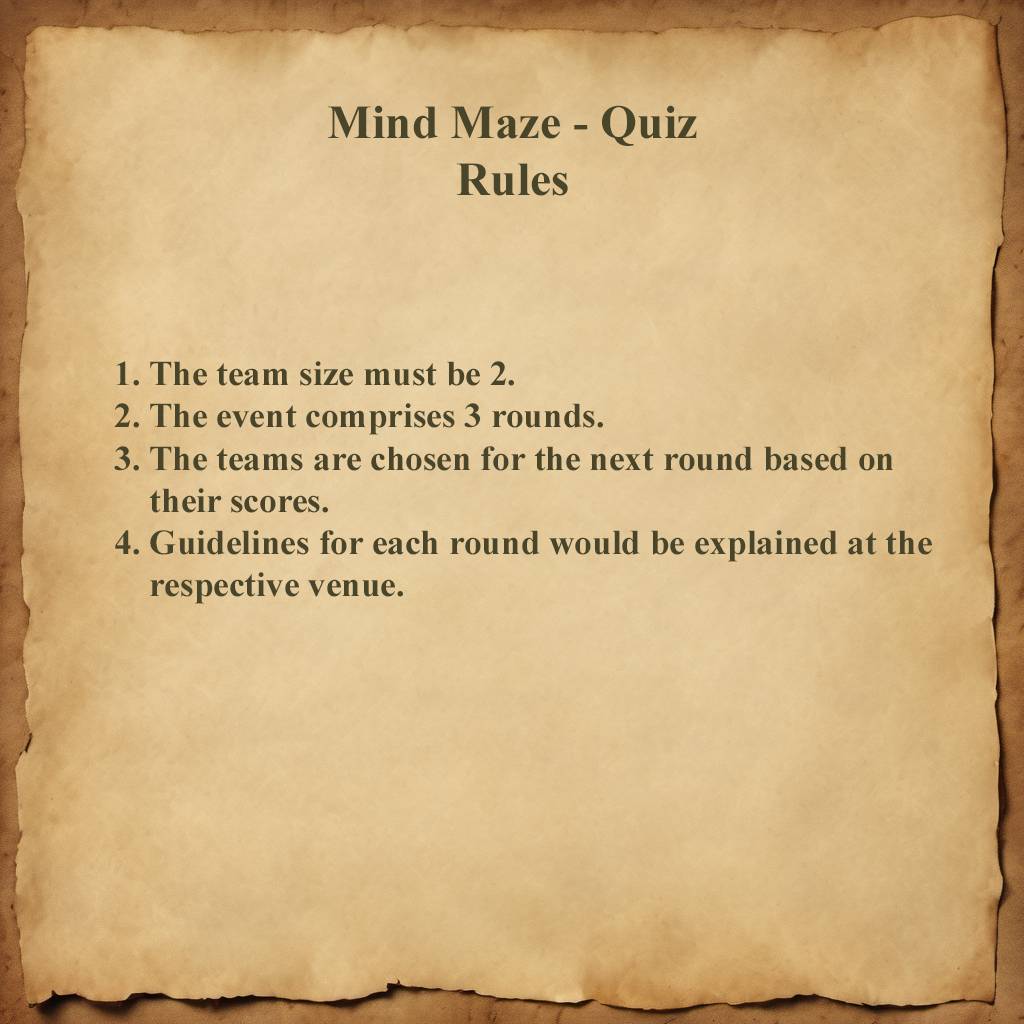 Mind Maze - Quiz
Rules
1. The team size must be 2.
2. The event comprises 3 rounds.
3. The teams are chosen for the next round based on
their scores.
4. Guidelines for each round would be explained at the
respective venue.